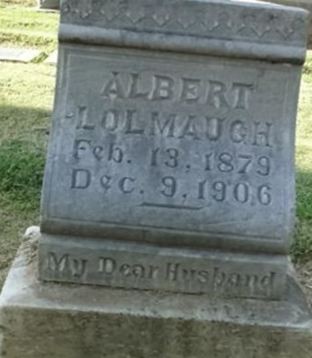 ALBERT
LOLMAUGH
Feb. 13, 1879
Dec. 9, 1906
My Dear Husband